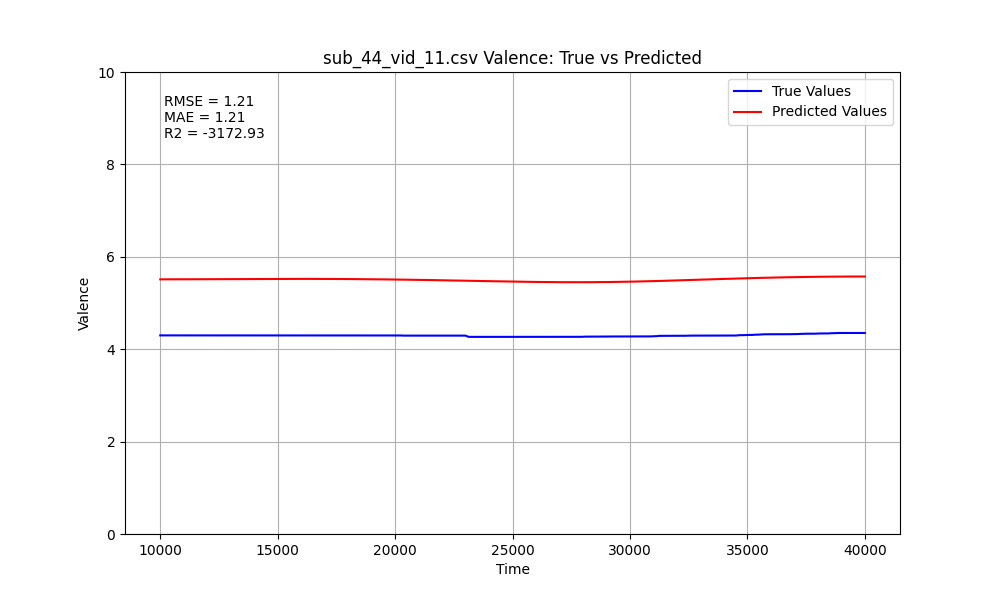 sub_44_vid_11.csv Valence: True vs Predicted
RMSE = 1.21
MAE = 1.21
R2 = -3172.93
True Values
Predicted Values
Valence
10
8
6
4
2
0
10000 15000 20000 25000 30000 35000 40000
Time